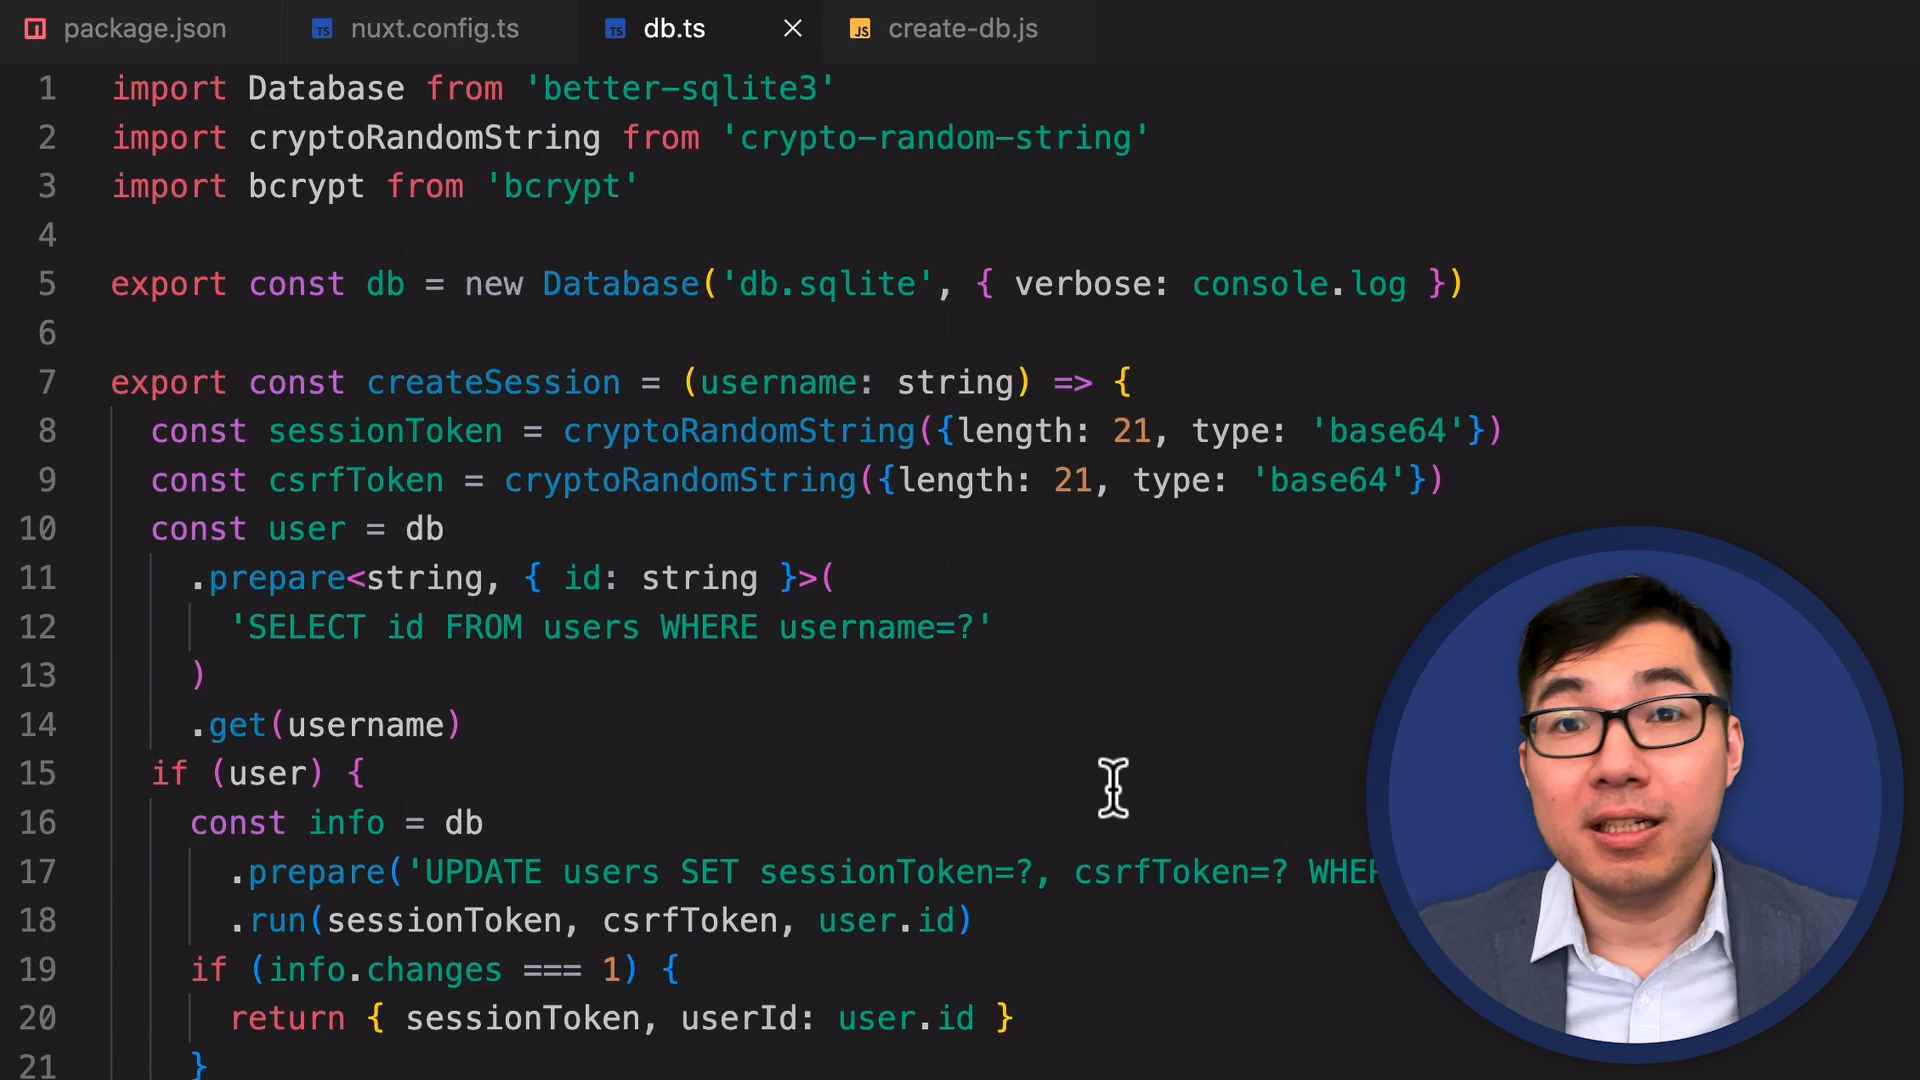 package.json
TS nuxt.config.ts
TS db.ts
JS create-db.js
1 import Database from 'better-sqlite3'
2 import cryptoRandomString from 'crypto-random-string'
3 import bcrypt from 'bcrypt'
4
5 export const db = new Database('db.sqlite', { verbose: console.log })
6
7 export const createSession = (username: string) => {
8 const sessionToken = cryptoRandomString({length: 21, type: 'base64'})
9 const csrfToken = cryptoRandomString({length: 21, type: 'base64'})
10 const user = db
11 .prepare<string, { id: string }>(
12 'SELECT id FROM users WHERE username=?'
13 )
14 .get(username)
15 if (user) {
16 const info = db
17 .prepare('UPDATE users SET sessionToken=?, csrfToken=?
18 .run(sessionToken, csrfToken, user.id)
19 if (info.changes === 1) {
20 return { sessionToken, userId: user.id }
21 }